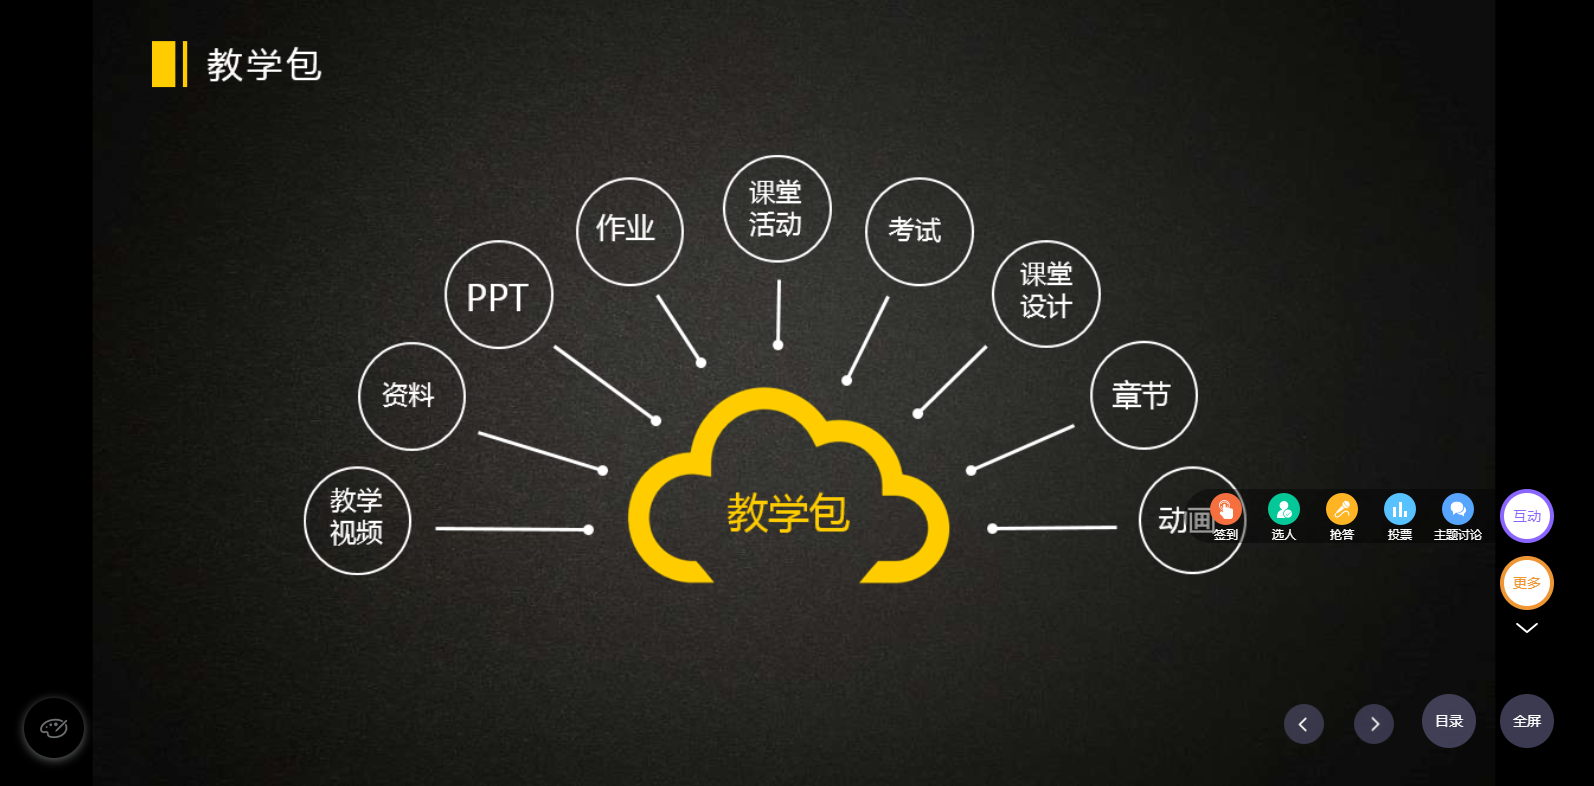 教学包
课堂
活动
作业
考试
PPT
课堂
设计
资料
章节
教学
视频
教学包
动画
签到
选人
抢答
投票
主题讨论
互动
更多
目录
全屏